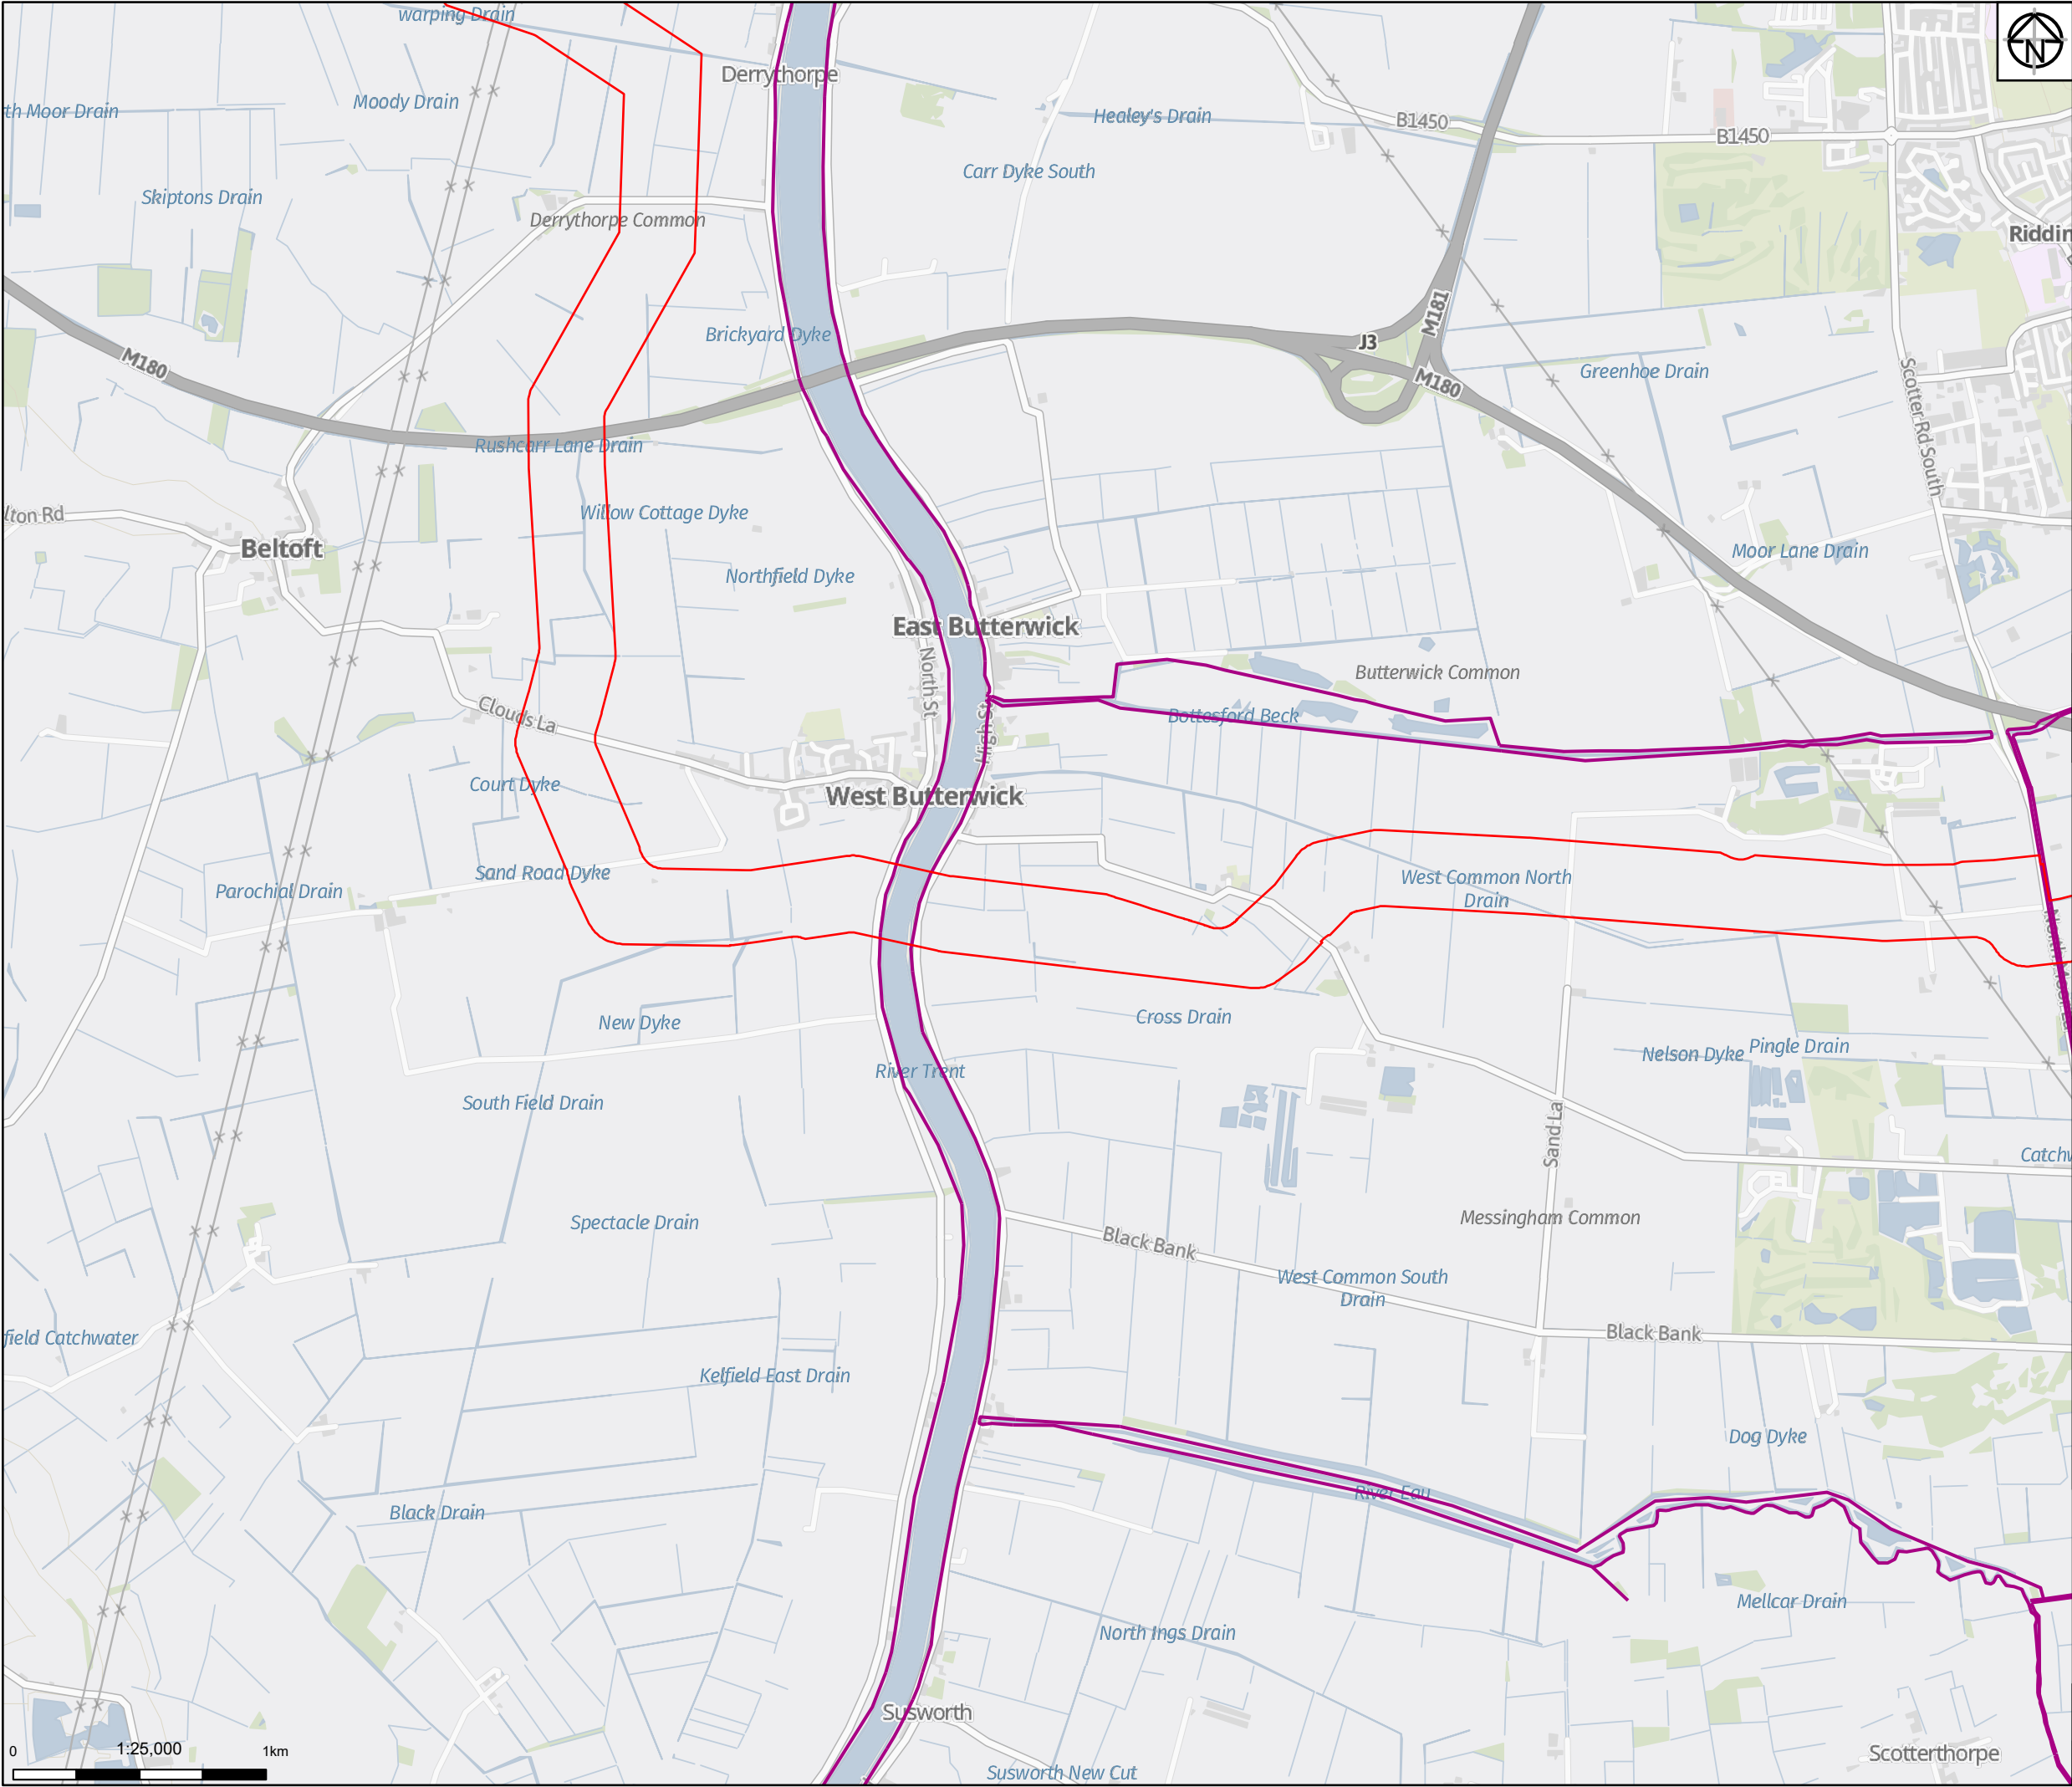 warping Drain
N
Derrythorpe
Moody Drain
th Moor Drain
Healey's Drain
B1450
B1450
Carr Dyke South
Skiptons Drain
Derrythorpe Common
Riddin
M181
Brickyard Dyke
J3
M180
Greenhoe Drain
M180
Scotter Rd South
Rushcarr Lane Drain
lton Rd
Willow Cottage Dyke
Beltoft
Moor Lane Drain
Northfield Dyke
East Butterwick
North St
Butterwick Common
Clouds La
Bottesford Beck
High St
Court Dyke
West Butterwick
Sand Road Dyke
West Common North
Drain
Parochial Drain
New Dyke
Cross Drain
Pingle Drain
Nelson Dyke
River Trent
South Field Drain
Sand La
Catchw
Spectacle Drain
Messingham Common
Black Bank
West Common South
Drain
field Catchwater
Black Bank
Kelfield East Drain
Dog Dyke
River Eau
Black Drain
Mellcar Drain
North Ings Drain
Susworth
Scotterthorpe
0 1:25,000 1km
Susworth New Cut